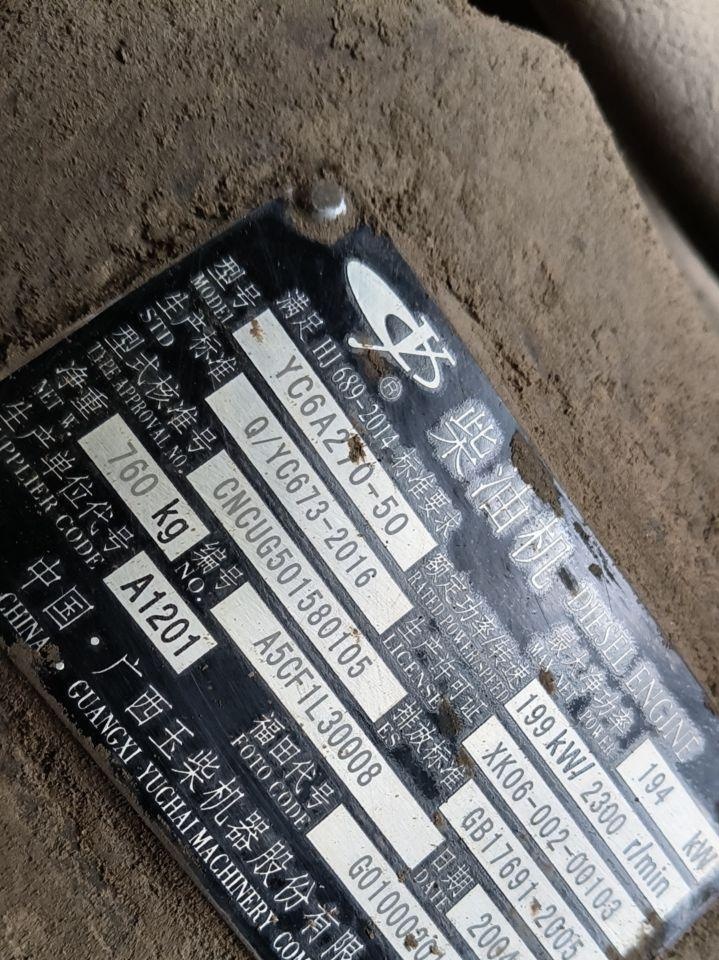 柴油机 DIESEL ENGINE
满足 HJ 689-2014 标准要求
型号 YC6A270-50 额定功率/转速 199 kW/ 2300 r/min 最大净功率 194 kW
MODEL RATED POWER/SPEED MAX. NET POWER
生产标准 Q/YC673-2016 生产许可证 XK06-002-00103
STD LICENSE
型式核准号 CNCUG501580105 排放标准 GB17691-2005
TYPE APPROVAL NO. ES
净重 760 kg 编号 A5CF1L30008 日期
NET W. NO. DATE
生产单位代号 A1201 福田代号
SUPPLIER CODE FOTO CODE
中国·广西玉柴机器股份有限
CHINA · GUANGXI YUCHAI MACHINERY